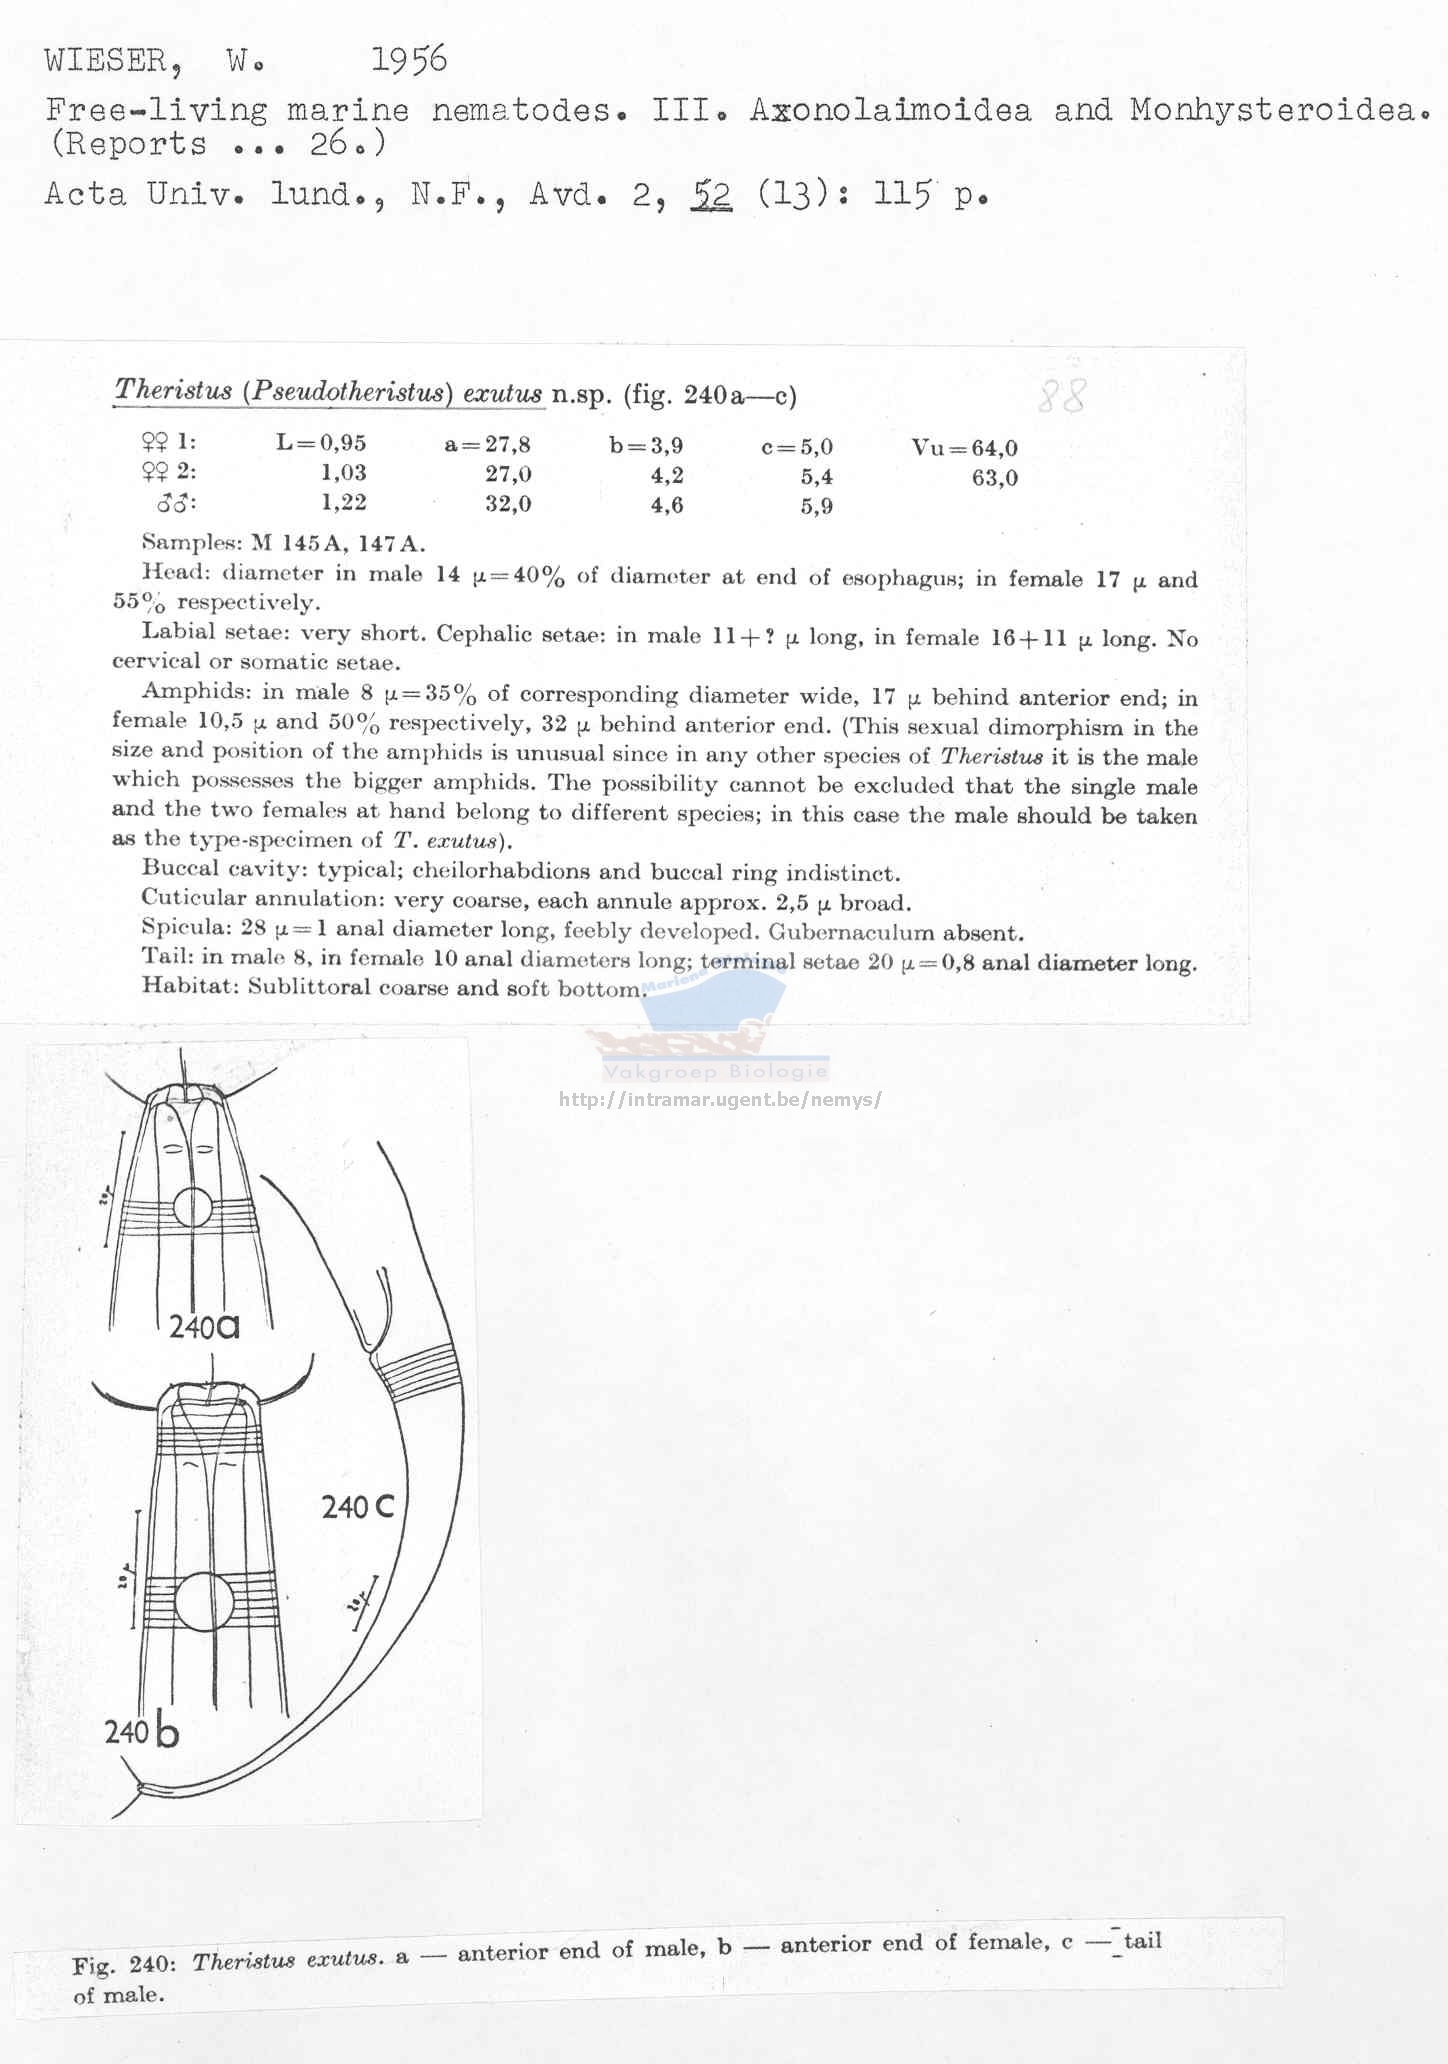 WIESER, W. 1956
Free-living marine nematodes. III. Axonolaimoidea and Monhysteroidea.
(Reports ... 26.)
Acta Univ. lund., N.F., Avd. 2, 52 (13): 115 p.
Theristus (Pseudotheristus) exutus n.sp. (fig. 240a—c)
88
♀♀ 1: L=0,95 a=27,8 b=3,9 c=5,0 Vu=64,0
♀♀ 2: 1,03 27,0 4,2 5,4 63,0
♂♂: 1,22 32,0 4,6 5,9
Samples: M 145A, 147A.
Head: diameter in male 14 μ=40% of diameter at end of esophagus; in female 17 μ and
55% respectively.
Labial setae: very short. Cephalic setae: in male 11+? μ long, in female 16+11 μ long. No
cervical or somatic setae.
Amphids: in male 8 μ=35% of corresponding diameter wide, 17 μ behind anterior end; in
female 10,5 μ and 50% respectively, 32 μ behind anterior end. (This sexual dimorphism in the
size and position of the amphids is unusual since in any other species of Theristus it is the male
which possesses the bigger amphids. The possibility cannot be excluded that the single male
and the two females at hand belong to different species; in this case the male should be taken
as the type-specimen of T. exutus).
Buccal cavity: typical; cheilorhabdions and buccal ring indistinct.
Cuticular annulation: very coarse, each annule approx. 2,5 μ broad.
Spicula: 28 μ=1 anal diameter long, feebly developed. Gubernaculum absent.
Tail: in male 8, in female 10 anal diameters long; terminal setae 20 μ=0,8 anal diameter long.
Habitat: Sublittoral coarse and soft bottom.
Mariene Biologie
Vakgroep Biologie
http://intramar.ugent.be/nemys/
20 μ
240a
240 c
20 μ
20 μ
240 b
Fig. 240: Theristus exutus. a — anterior end of male, b — anterior end of female, c — tail
of male.